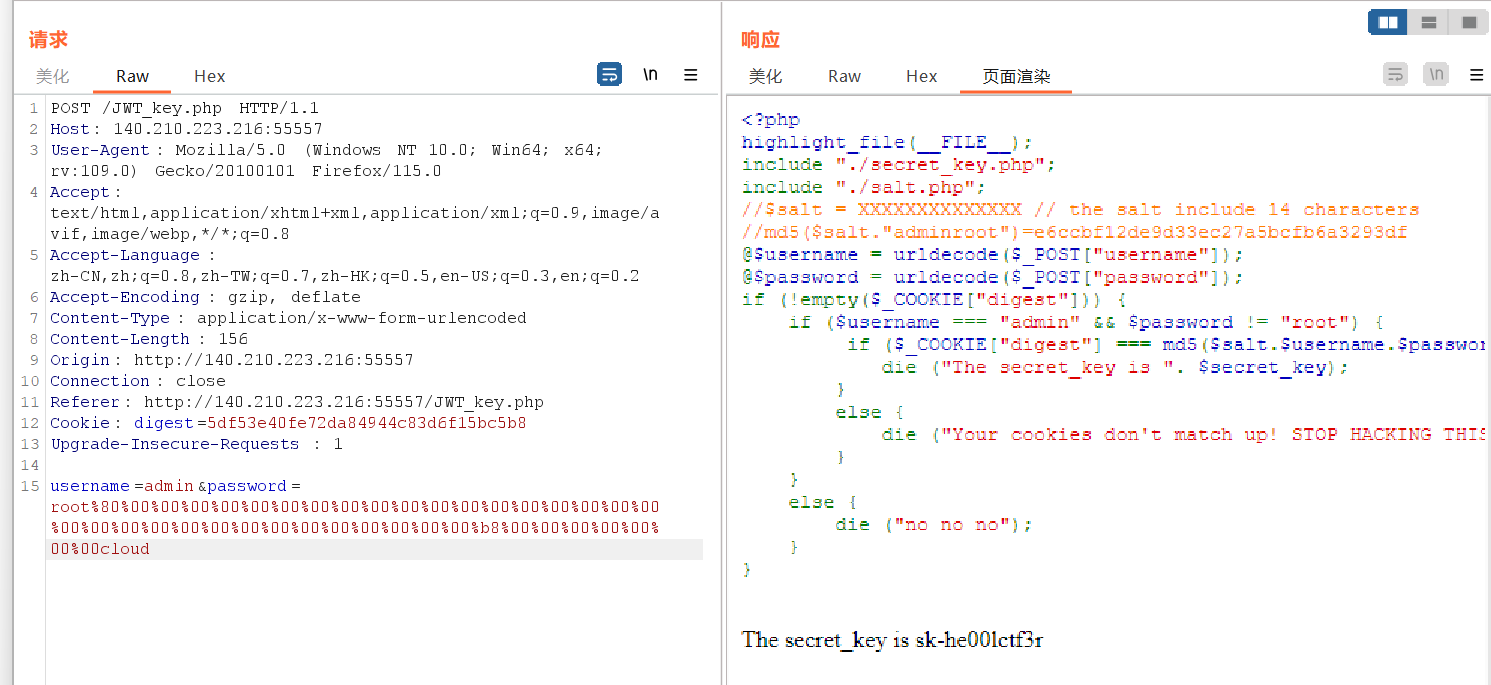 请求
美化 Raw Hex
\n
1 POST /JWT_key.php HTTP/1.1
2 Host: 140.210.223.216:55557
3 User-Agent: Mozilla/5.0 (Windows NT 10.0; Win64; x64;
rv:109.0) Gecko/20100101 Firefox/115.0
4 Accept:
text/html,application/xhtml+xml,application/xml;q=0.9,image/a
vif,image/webp,*/*;q=0.8
5 Accept-Language:
zh-CN,zh;q=0.8,zh-TW;q=0.7,zh-HK;q=0.5,en-US;q=0.3,en;q=0.2
6 Accept-Encoding: gzip, deflate
7 Content-Type: application/x-www-form-urlencoded
8 Content-Length: 156
9 Origin: http://140.210.223.216:55557
10 Connection: close
11 Referer: http://140.210.223.216:55557/JWT_key.php
12 Cookie: digest=5df53e40fe72da84944c83d6f15bc5b8
13 Upgrade-Insecure-Requests: 1
14
15 username=admin&password=
root%80%00%00%00%00%00%00%00%00%00%00%00%00%00%00%00%00%00%00
%00%00%00%00%00%00%00%00%00%00%00%00%00%00%b8%00%00%00%00%00%
00%00cloud
响应
美化 Raw Hex 页面渲染
\n
<?php
highlight_file(__FILE__);
include "./secret_key.php";
include "./salt.php";
//$salt = XXXXXXXXXXXXXX // the salt include 14 characters
//md5($salt."adminroot")=e6ccbf12de9d33ec27a5bcfb6a3293df
@$username = urldecode($_POST["username"]);
@$password = urldecode($_POST["password"]);
if (!empty($_COOKIE["digest"])) {
if ($username === "admin" && $password != "root") {
if ($_COOKIE["digest"] === md5($salt.$username.$passwor
die ("The secret_key is ". $secret_key);
}
else {
die ("Your cookies don't match up! STOP HACKING THIS
}
}
else {
die ("no no no");
}
}
The secret_key is sk-he00lctf3r